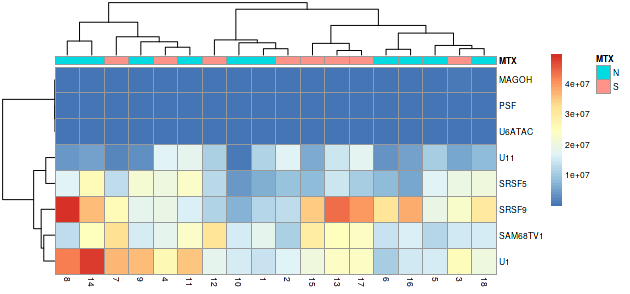 MTX
MAGOH
PSF
U6ATAC
U11
SRSF5
SRSF9
SAM68TV1
U1
8 14 7 9 4 11 12 10 1 2 15 13 17 6 16 5 3 18
4e+07
3e+07
2e+07
1e+07
MTX
N
S